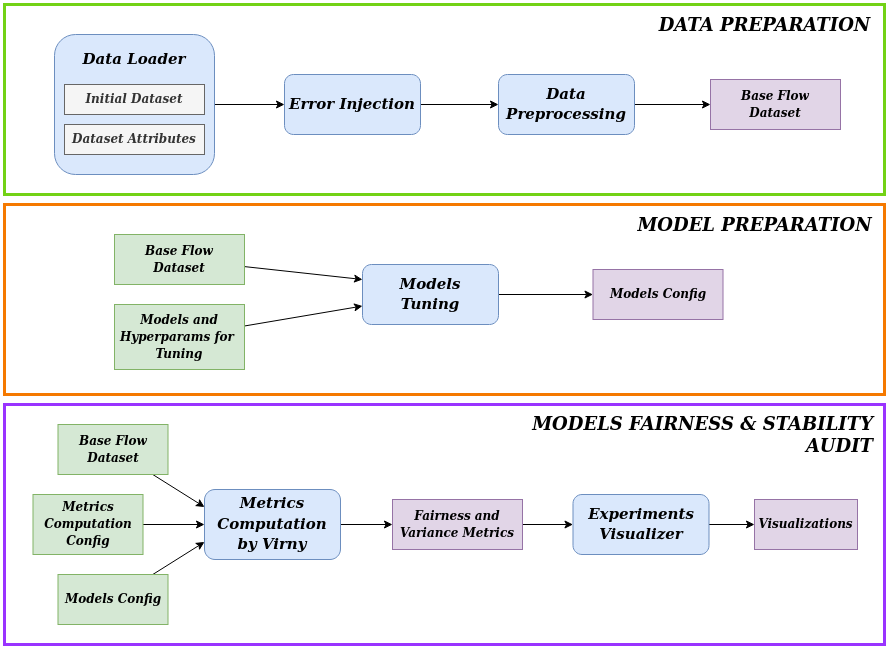 DATA PREPARATION
Data Loader
Initial Dataset
Dataset Attributes
Error Injection
Data
Preprocessing
Base Flow
Dataset
MODEL PREPARATION
Base Flow
Dataset
Models and
Hyperparams for
Tuning
Models
Tuning
Models Config
MODELS FAIRNESS & STABILITY
AUDIT
Base Flow
Dataset
Metrics
Computation
Config
Models Config
Metrics
Computation
by Virny
Fairness and
Variance Metrics
Experiments
Visualizer
Visualizations